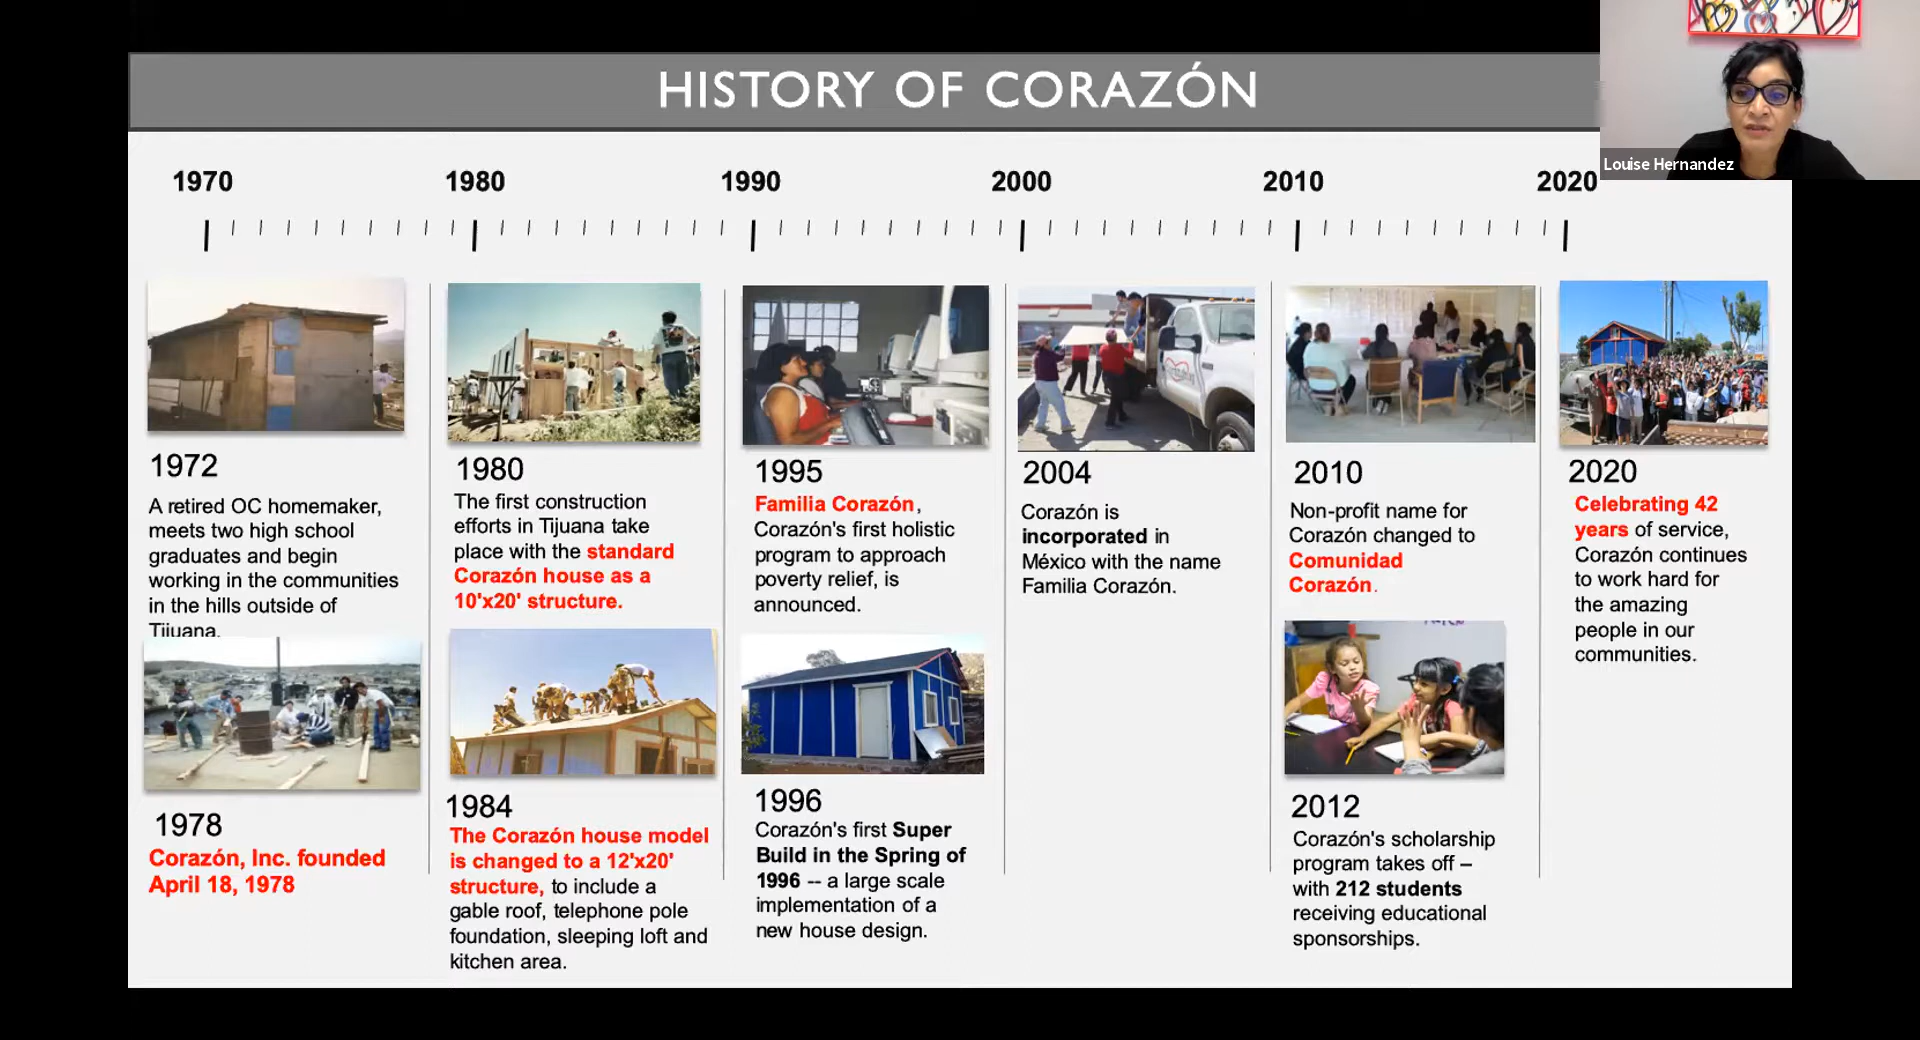 HISTORY OF CORAZÓN
Louise Hernandez
1970
1980
1990
2000
2010
2020
1972
A retired OC homemaker,
meets two high school
graduates and begin
working in the communities
in the hills outside of
Tijuana.
1978
Corazón, Inc. founded
April 18, 1978
1980
The first construction
efforts in Tijuana take
place with the standard
Corazón house as a
10'x20' structure.
1984
The Corazón house model
is changed to a 12'x20'
structure, to include a
gable roof, telephone pole
foundation, sleeping loft and
kitchen area.
1995
Familia Corazón,
Corazón's first holistic
program to approach
poverty relief, is
announced.
1996
Corazón's first Super
Build in the Spring of
1996 -- a large scale
implementation of a
new house design.
2004
Corazón is
incorporated in
México with the name
Familia Corazón.
2010
Non-profit name for
Corazón changed to
Comunidad
Corazón.
2012
Corazón's scholarship
program takes off –
with 212 students
receiving educational
sponsorships.
2020
Celebrating 42
years of service,
Corazón continues
to work hard for
the amazing
people in our
communities.